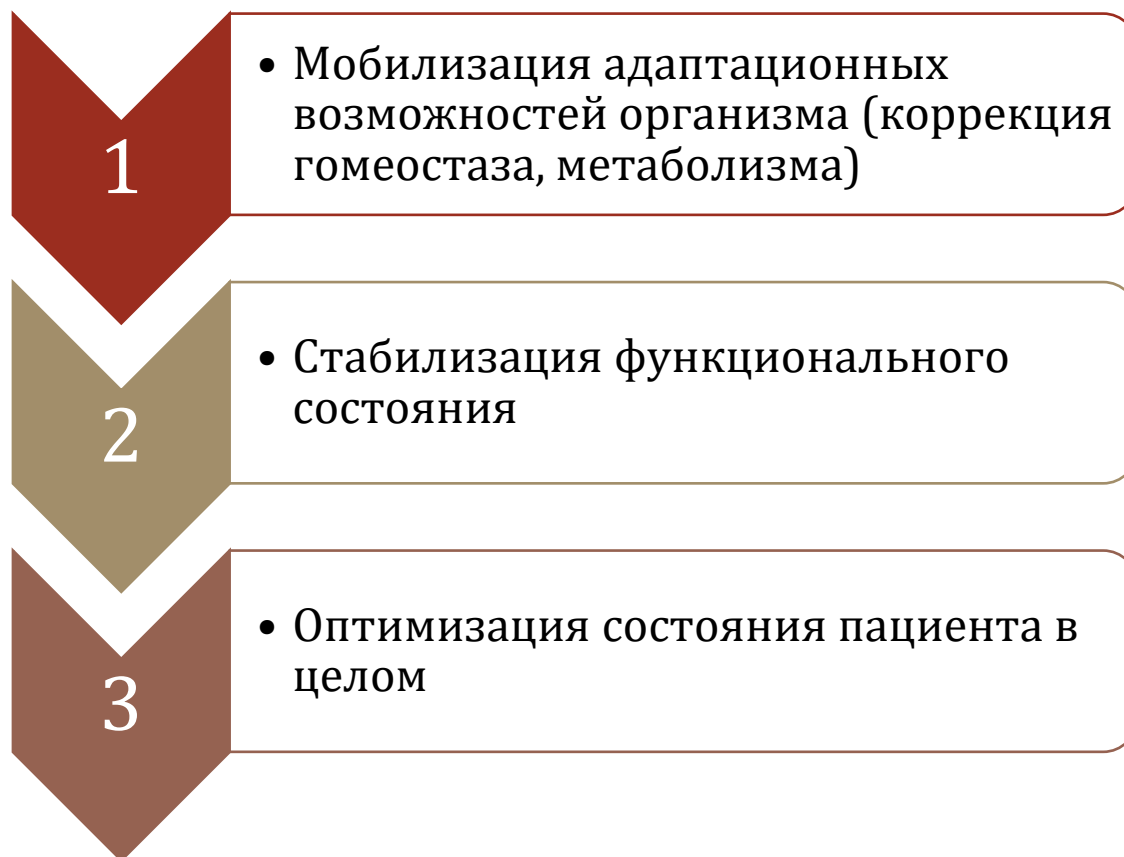 1
• Мобилизация адаптационных
возможностей организма (коррекция
гомеостаза, метаболизма)
2
• Стабилизация функционального
состояния
3
• Оптимизация состояния пациента в
целом